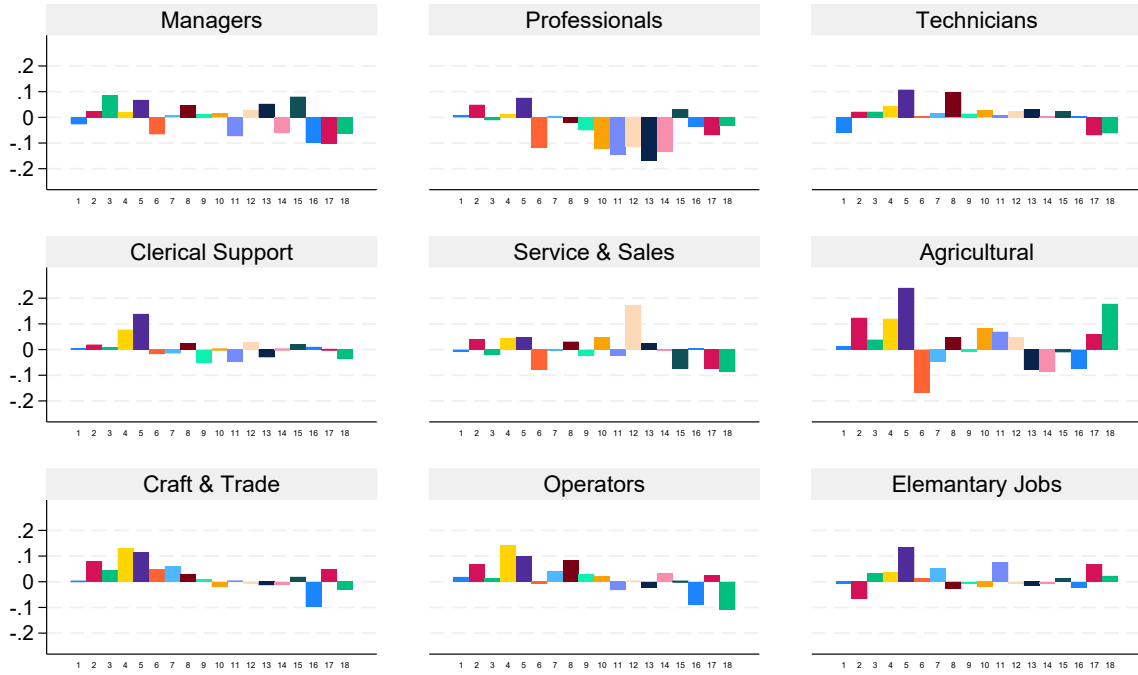 Managers Professionals Technicians
.2
.1
0
-.1
-.2
1 2 3 4 5 6 7 8 9 10 11 12 13 14 15 16 17 18 1 2 3 4 5 6 7 8 9 10 11 12 13 14 15 16 17 18 1 2 3 4 5 6 7 8 9 10 11 12 13 14 15 16 17 18
Clerical Support Service & Sales Agricultural
.2
.1
0
-.1
-.2
1 2 3 4 5 6 7 8 9 10 11 12 13 14 15 16 17 18 1 2 3 4 5 6 7 8 9 10 11 12 13 14 15 16 17 18 1 2 3 4 5 6 7 8 9 10 11 12 13 14 15 16 17 18
Craft & Trade Operators Elemantary Jobs
.2
.1
0
-.1
-.2
1 2 3 4 5 6 7 8 9 10 11 12 13 14 15 16 17 18 1 2 3 4 5 6 7 8 9 10 11 12 13 14 15 16 17 18 1 2 3 4 5 6 7 8 9 10 11 12 13 14 15 16 17 18